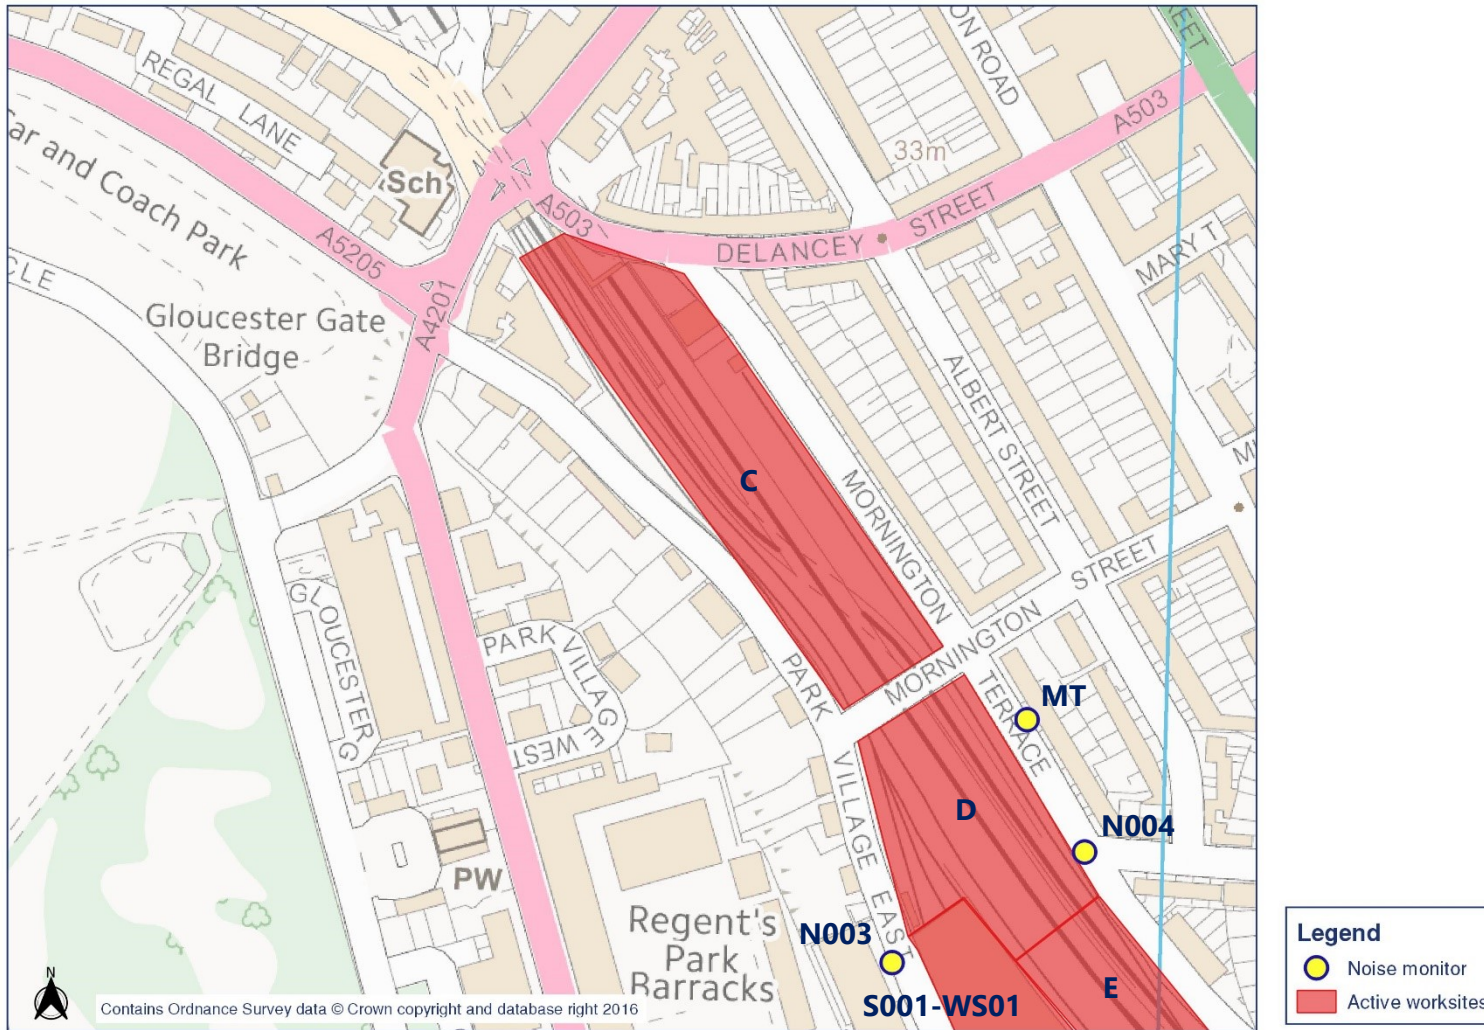 REGAL LANE
ar and Coach Park
CLE
Sch
A5205
A4201
A503
DELANCEY STREET
A503
STREET
ON ROAD
33m
MARY T
Gloucester Gate
Bridge
ALBERT STREET
C
MORNINGTON
MORNINGTON STREET
TERRACE
MT
GLOUCESTER G
PARK VILLAGE WEST
PARK
VILLAGE EAST
D
N004
PW
Regent's
Park
Barracks
N003
S001-WS01
E
N
Contains Ordnance Survey data © Crown copyright and database right 2016
Legend
Noise monitor
Active worksites